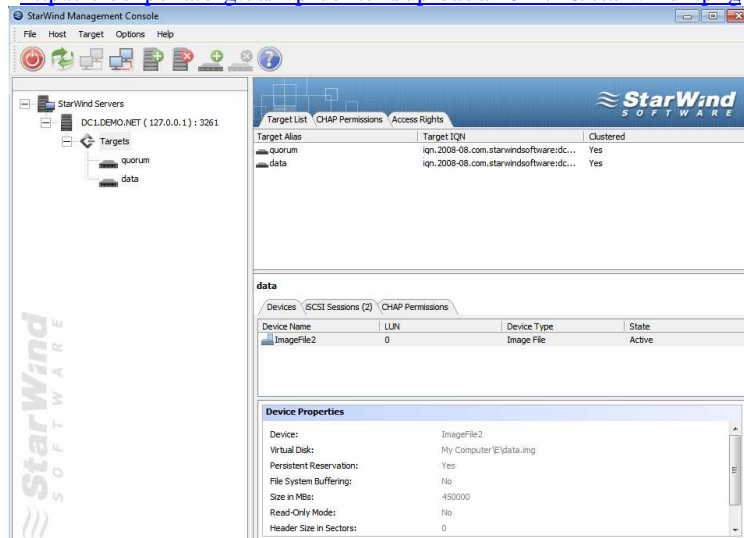 StarWind Management Console
File Host Target Options Help
StarWind Servers
DC1.DEMO.NET ( 127.0.0.1 ) : 3261
Targets
quorum
data
StarWind
SOFTWARE
StarWind
SOFTWARE
Target List CHAP Permissions Access Rights
Target Alias Target IQN Clustered
quorum iqn.2008-08.com.starwindsoftware:dc... Yes
data iqn.2008-08.com.starwindsoftware:dc... Yes
data
Devices iSCSI Sessions (2) CHAP Permissions
Device Name LUN Device Type State
ImageFile2 0 Image File Active
Device Properties
Device: ImageFile2
Virtual Disk: My Computer\E\data.img
Persistent Reservation: Yes
File System Buffering: No
Size in MBs: 450000
Read-Only Mode: No
Header Size in Sectors: 0